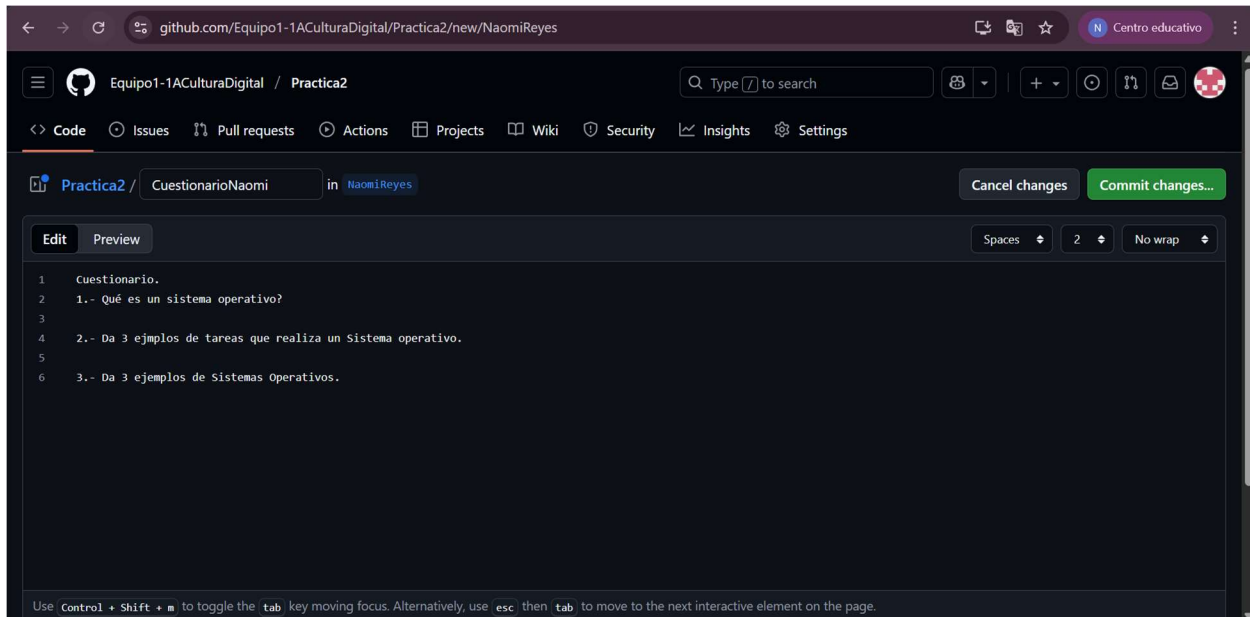 github.com/Equipo1-1ACulturaDigital/Practica2/new/NaomiReyes
N Centro educativo
Equipo1-1ACulturaDigital / Practica2
Type / to search
<> Code Issues Pull requests Actions Projects Wiki Security Insights Settings
Practica2 / CuestionarioNaomi in NaomiReyes Cancel changes Commit changes...
Edit Preview Spaces 2 No wrap
1 Cuestionario.
2 1.- Qué es un sistema operativo?
3
4 2.- Da 3 ejmplos de tareas que realiza un Sistema operativo.
5
6 3.- Da 3 ejemplos de Sistemas Operativos.
Use Control + Shift + m to toggle the tab key moving focus. Alternatively, use esc then tab to move to the next interactive element on the page.